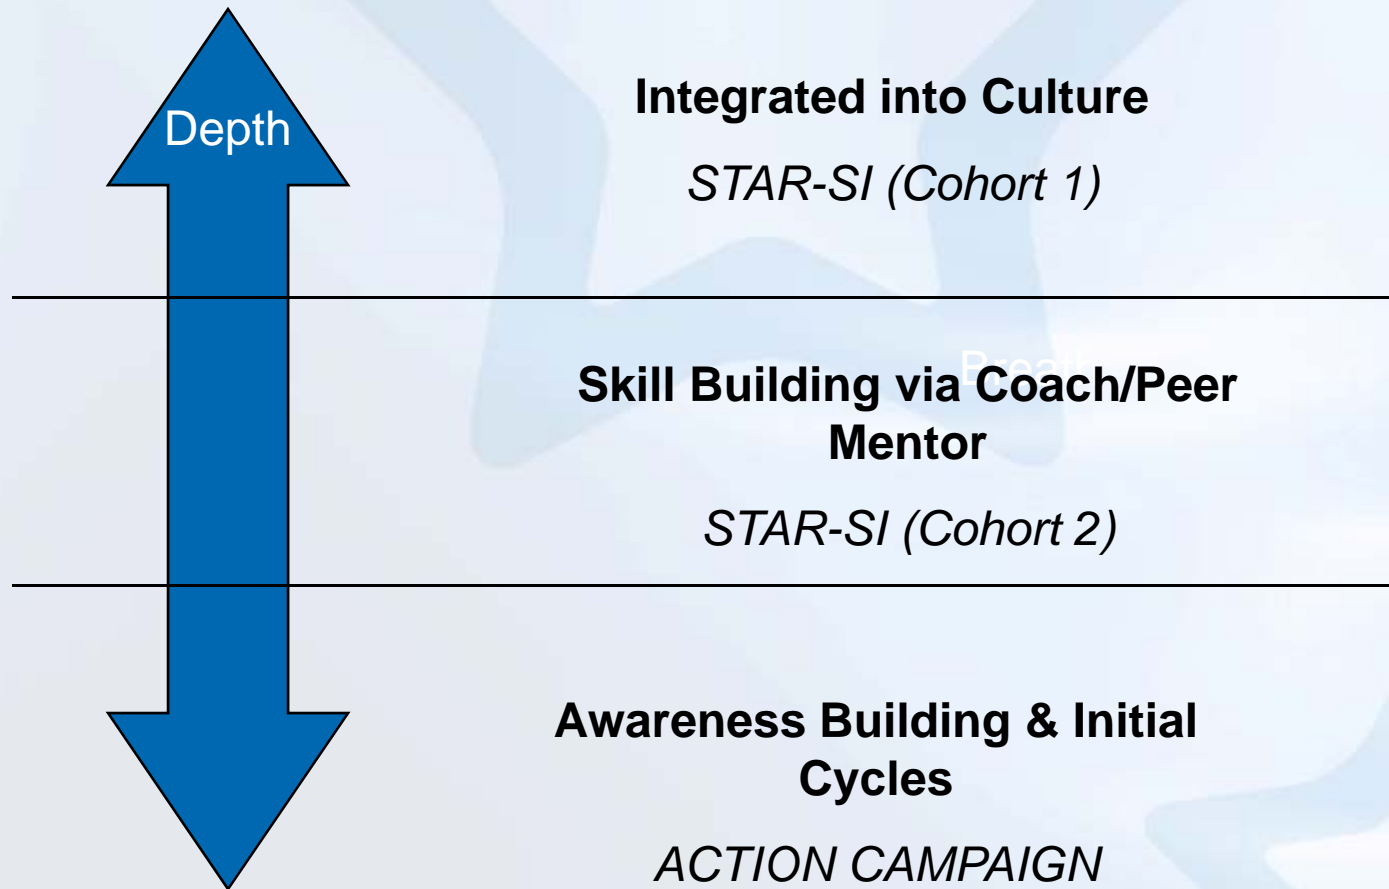 Depth
Integrated into Culture
STAR-SI (Cohort 1)
Breath
Skill Building via Coach/Peer
Mentor
STAR-SI (Cohort 2)
Awareness Building & Initial
Cycles
ACTION CAMPAIGN